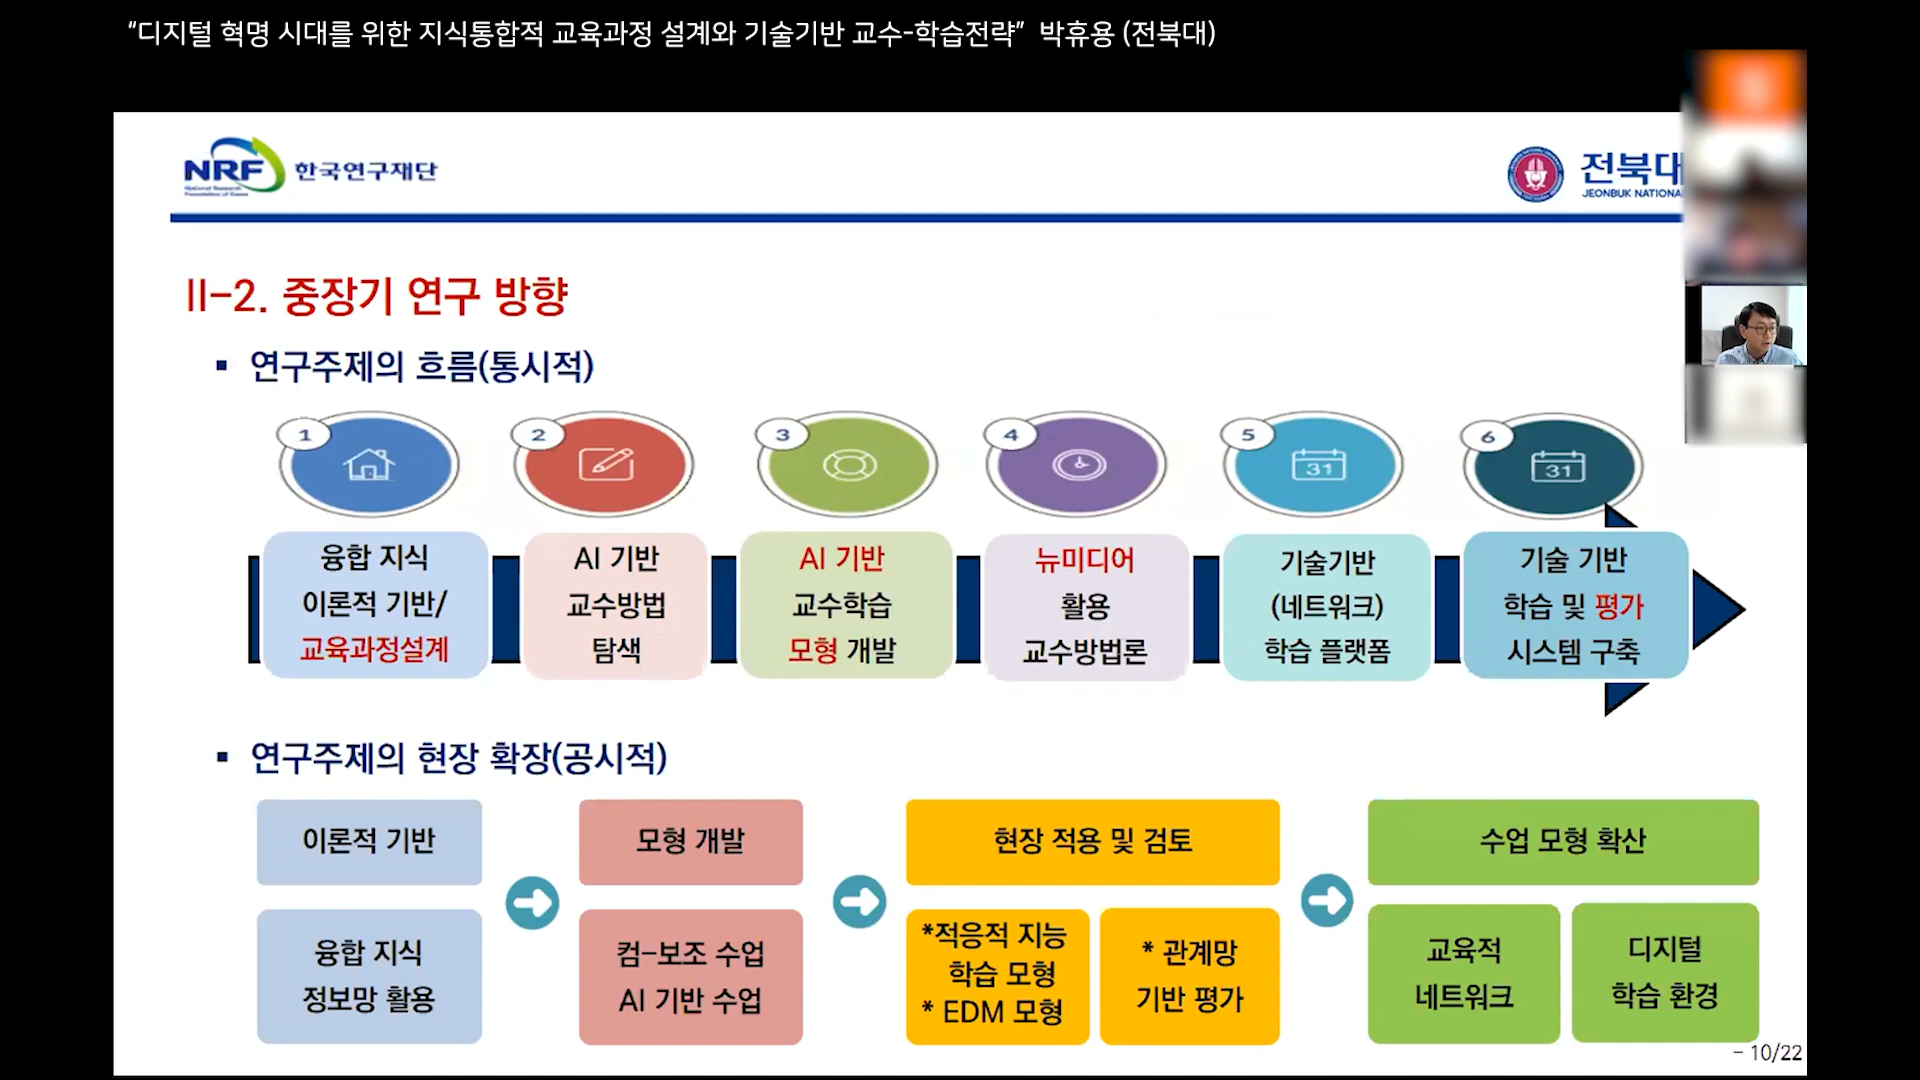 “디지털 혁명 시대를 위한 지식통합적 교육과정 설계와 기술기반 교수-학습전략” 박휴용 (전북대)
NRF 한국연구재단
National Research
Foundation of Korea
전북대
JEONBUK NATIONA
II-2. 중장기 연구 방향
▪ 연구주제의 흐름(통시적)
1
2
3
4
5
6
31
31
융합 지식
이론적 기반/
교육과정설계
AI 기반
교수방법
탐색
AI 기반
교수학습
모형 개발
뉴미디어
활용
교수방법론
기술기반
(네트워크)
학습 플랫폼
기술 기반
학습 및 평가
시스템 구축
▪ 연구주제의 현장 확장(공시적)
이론적 기반
모형 개발
현장 적용 및 검토
수업 모형 확산
융합 지식
정보망 활용
컴-보조 수업
AI 기반 수업
*적응적 지능
학습 모형
* EDM 모형
* 관계망
기반 평가
교육적
네트워크
디지털
학습 환경
- 10/22